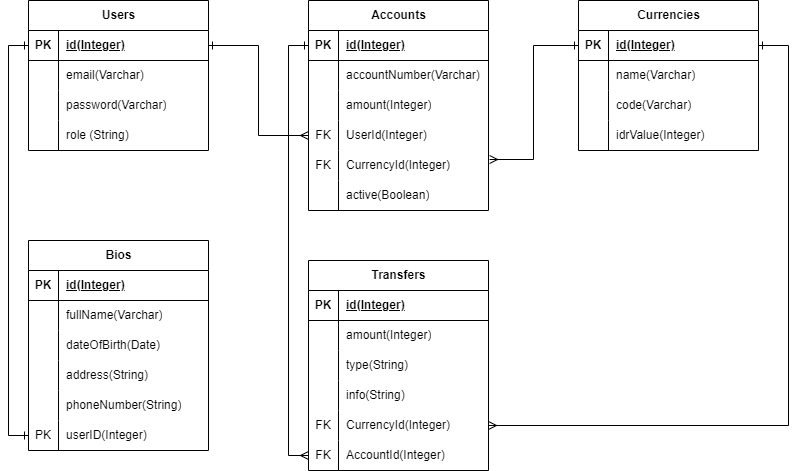 Users
PK id(Integer)
email(Varchar)
password(Varchar)
role (String)
Accounts
PK id(Integer)
accountNumber(Varchar)
amount(Integer)
FK UserId(Integer)
FK CurrencyId(Integer)
active(Boolean)
Currencies
PK id(Integer)
name(Varchar)
code(Varchar)
idrValue(Integer)
Bios
PK id(Integer)
fullName(Varchar)
dateOfBirth(Date)
address(String)
phoneNumber(String)
PK userID(Integer)
Transfers
PK id(Integer)
amount(Integer)
type(String)
info(String)
FK CurrencyId(Integer)
FK AccountId(Integer)